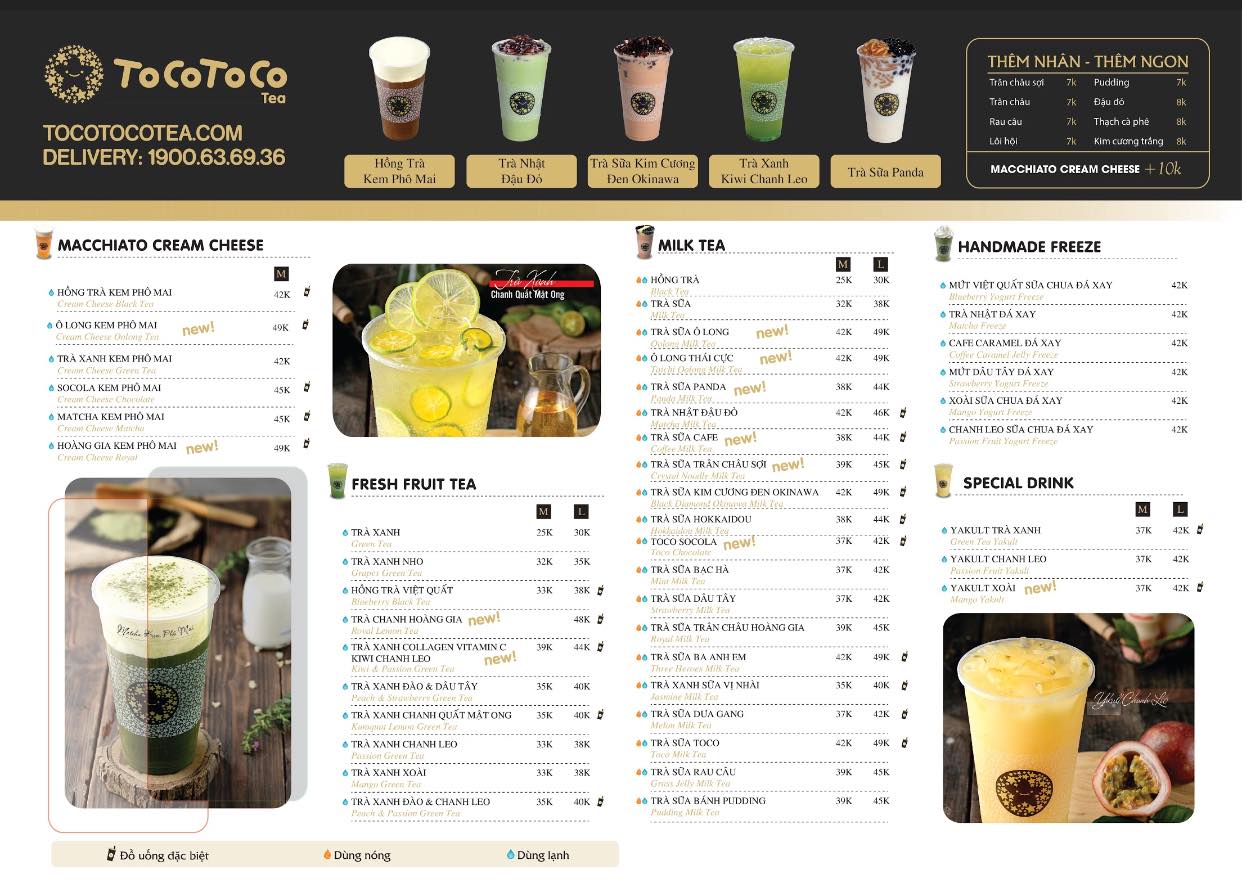 ToCoToCo
Tea
TOCOTOCOTEA.COM
DELIVERY: 1900.63.69.36
Hồng Trà
Kem Phô Mai
Trà Nhật
Đậu Đỏ
Trà Sữa Kim Cương
Đen Okinawa
Trà Xanh
Kiwi Chanh Leo
Trà Sữa Panda
THÊM NHÂN - THÊM NGON
Trân châu sợi 7k Pudding 7k
Trân châu 7k Đậu đỏ 8k
Rau câu 7k Thạch cà phê 8k
Lôi hội 7k Kim cương trắng 8k
MACCHIATO CREAM CHEESE +10k
MACCHIATO CREAM CHEESE
M
HỒNG TRÀ KEM PHÔ MAI 42K
Cream Cheese Black Tea
Ô LONG KEM PHÔ MAI new! 49K
Cream Cheese Oolong Tea
TRÀ XANH KEM PHÔ MAI 42K
Cream Cheese Green Tea
SOCOLA KEM PHÔ MAI 45K
Cream Cheese Chocolate
MATCHA KEM PHÔ MAI 45K
Cream Cheese Matcha
HOÀNG GIA KEM PHÔ MAI new! 49K
Cream Cheese Royal
Matcha Kem Phô Mai
Trà Xanh
Chanh Quất Mật Ong
FRESH FRUIT TEA
M L
TRÀ XANH 25K 30K
Green Tea
TRÀ XANH NHO 32K 35K
Grapes Green Tea
HỒNG TRÀ VIỆT QUẤT 33K 38K
Blueberry Black Tea
TRÀ CHANH HOÀNG GIA new! 48K
Royal Lemon Tea
TRÀ XANH COLLAGEN VITAMIN C 39K 44K
KIWI CHANH LEO new!
Kiwi & Passion Green Tea
TRÀ XANH ĐÀO & DÂU TÂY 35K 40K
Peach & Strawberry Green Tea
TRÀ XANH CHANH QUẤT MẬT ONG 35K 40K
Kumquat Lemon Green Tea
TRÀ XANH CHANH LEO 33K 38K
Passion Green Tea
TRÀ XANH XOÀI 33K 38K
Mango Green Tea
TRÀ XANH ĐÀO & CHANH LEO 35K 40K
Peach & Passion Green Tea
MILK TEA
M L
HỒNG TRÀ 25K 30K
Black Tea
TRÀ SỮA 32K 38K
Milk Tea
TRÀ SỮA Ô LONG new! 42K 49K
Oolong Milk Tea
Ô LONG THÁI CỰC new! 42K 49K
Taichi Oolong Milk Tea
TRÀ SỮA PANDA new! 38K 44K
Panda Milk Tea
TRÀ NHẬT ĐẬU ĐỎ 42K 46K
Matcha Milk Tea
TRÀ SỮA CAFE new! 38K 44K
Coffee Milk Tea
TRÀ SỮA TRÂN CHÂU SỢI new! 39K 45K
Crystal Noodle Milk Tea
TRÀ SỮA KIM CƯƠNG ĐEN OKINAWA 42K 49K
Black Diamond Okinawa Milk Tea
TRÀ SỮA HOKKAIDOU 38K 44K
Hokkaidou Milk Tea
TOCO SOCOLA new! 37K 42K
Toco Chocolate
TRÀ SỮA BẠC HÀ 37K 42K
Mint Milk Tea
TRÀ SỮA DÂU TÂY 37K 42K
Strawberry Milk Tea
TRÀ SỮA TRÂN CHÂU HOÀNG GIA 39K 45K
Royal Milk Tea
TRÀ SỮA BA ANH EM 42K 49K
Three Heroes Milk Tea
TRÀ XANH SỮA VỊ NHÀI 35K 40K
Jasmine Milk Tea
TRÀ SỮA DƯA GANG 37K 42K
Melon Milk Tea
TRÀ SỮA TOCO 42K 49K
Toco Milk Tea
TRÀ SỮA RAU CÂU 39K 45K
Grass Jelly Milk Tea
TRÀ SỮA BÁNH PUDDING 39K 45K
Pudding Milk Tea
HANDMADE FREEZE
MỨT VIỆT QUẤT SỮA CHUA ĐÁ XAY 42K
Blueberry Yogurt Freeze
TRÀ NHẬT ĐÁ XAY 42K
Matcha Freeze
CAFE CARAMEL ĐÁ XAY 42K
Coffee Caramel Jelly Freeze
MỨT DÂU TÂY ĐÁ XAY 42K
Strawberry Yogurt Freeze
XOÀI SỮA CHUA ĐÁ XAY 42K
Mango Yogurt Freeze
CHANH LEO SỮA CHUA ĐÁ XAY 42K
Passion Fruit Yogurt Freeze
SPECIAL DRINK
M L
YAKULT TRÀ XANH 37K 42K
Green Tea Yakult
YAKULT CHANH LEO 37K 42K
Passion Fruit Yakult
YAKULT XOÀI new! 37K 42K
Mango Yakult
Yakul Chanh Leo
Đồ uống đặc biệt
Dùng nóng
Dùng lạnh